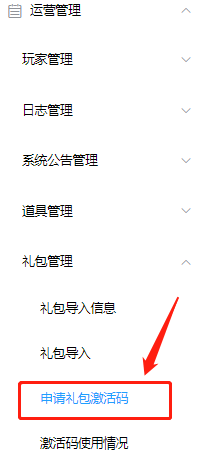 运营管理
玩家管理
日志管理
系统公告管理
道具管理
礼包管理
礼包导入信息
礼包导入
申请礼包激活码
激活码使用情况